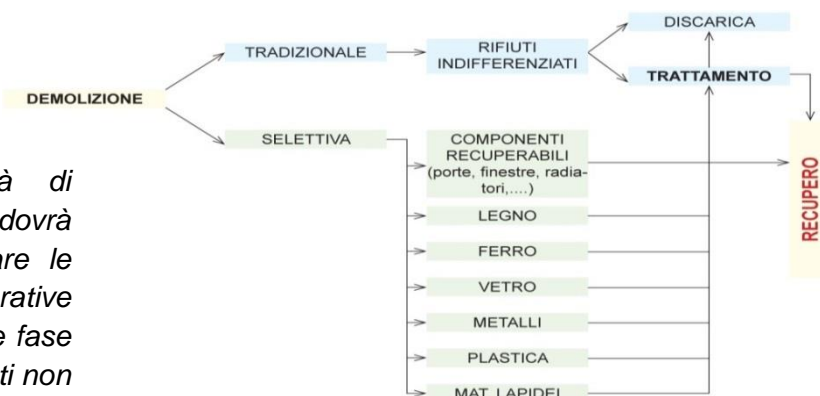 DISCARICA
TRADIZIONALE
RIFIUTI
INDIFFERENZIATI
TRATTAMENTO
DEMOLIZIONE
SELETTIVA
COMPONENTI
RECUPERABILI
(porte, finestre, radia-
tori,....)
LEGNO
FERRO
VETRO
METALLI
PLASTICA
MAT. LAPIDEI
RECUPERO
à di
dovrà
are le
rative
e fase
ti non